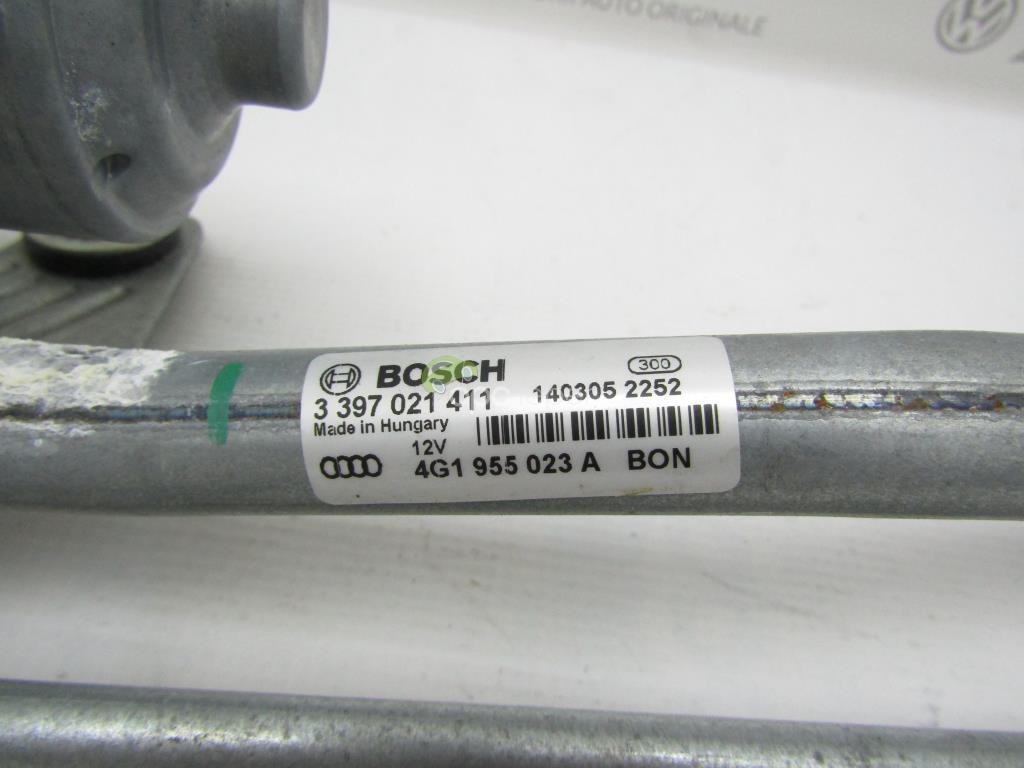 AUTO ORIGINALE
BOSCH
300
3 397 021 411 140305 2252
Made in Hungary
12V
4G1 955 023 A BON